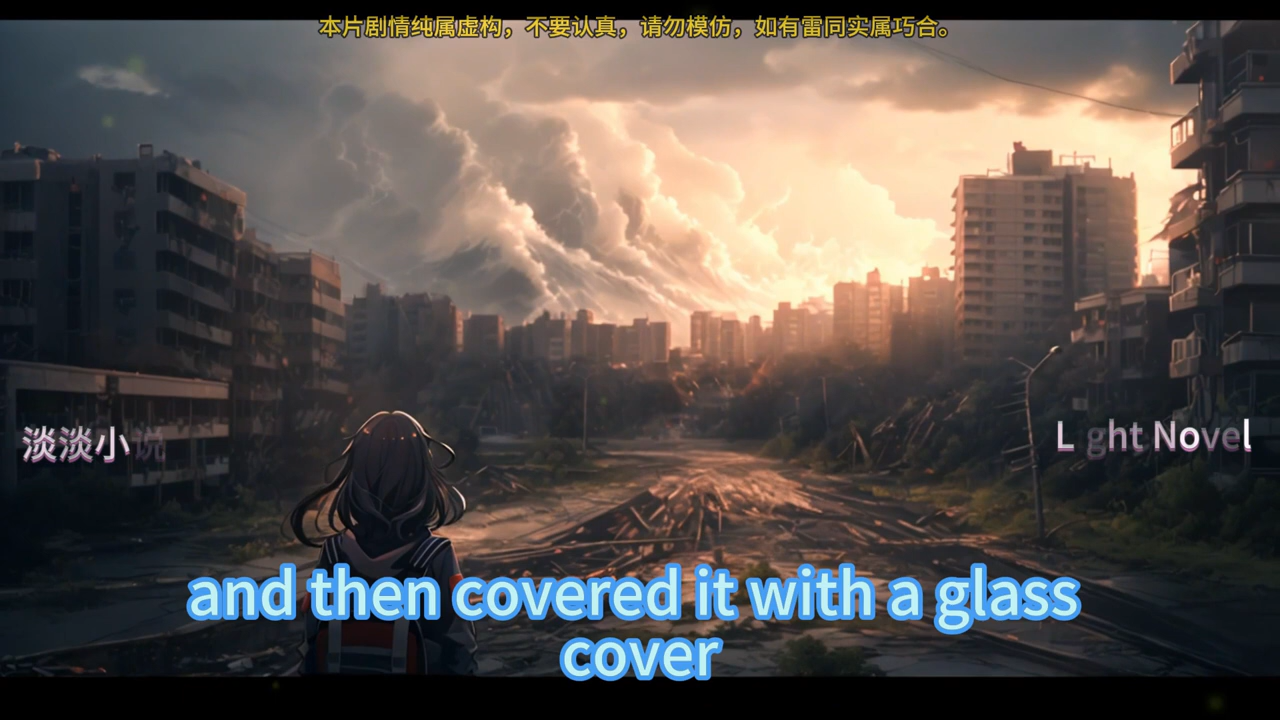 本片剧情纯属虚构，不要认真，请勿模仿，如有雷同实属巧合。
淡淡小说
Light Novel
and then covered it with a glass
cover